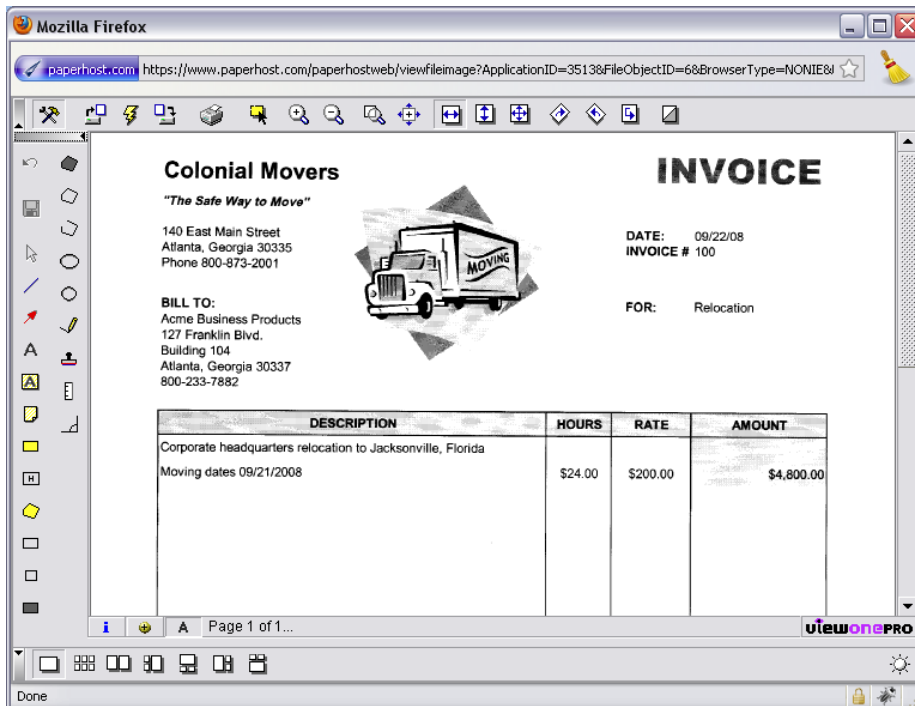 Mozilla Firefox
paperhost.com https://www.paperhost.com/paperhostweb/viewfileimage?ApplicationID=3513&FileObjectID=6&BrowserType=NONIE&
Colonial Movers
INVOICE
"The Safe Way to Move"
140 East Main Street
Atlanta, Georgia 30335
Phone 800-873-2001
DATE: 09/22/08
INVOICE # 100
MOVING
BILL TO:
Acme Business Products
127 Franklin Blvd.
Building 104
Atlanta, Georgia 30337
800-233-7882
FOR: Relocation
DESCRIPTION HOURS RATE AMOUNT
Corporate headquarters relocation to Jacksonville, Florida
Moving dates 09/21/2008 $24.00 $200.00 $4,800.00
A
A
H
i A Page 1 of 1...
viewonePRO
Done